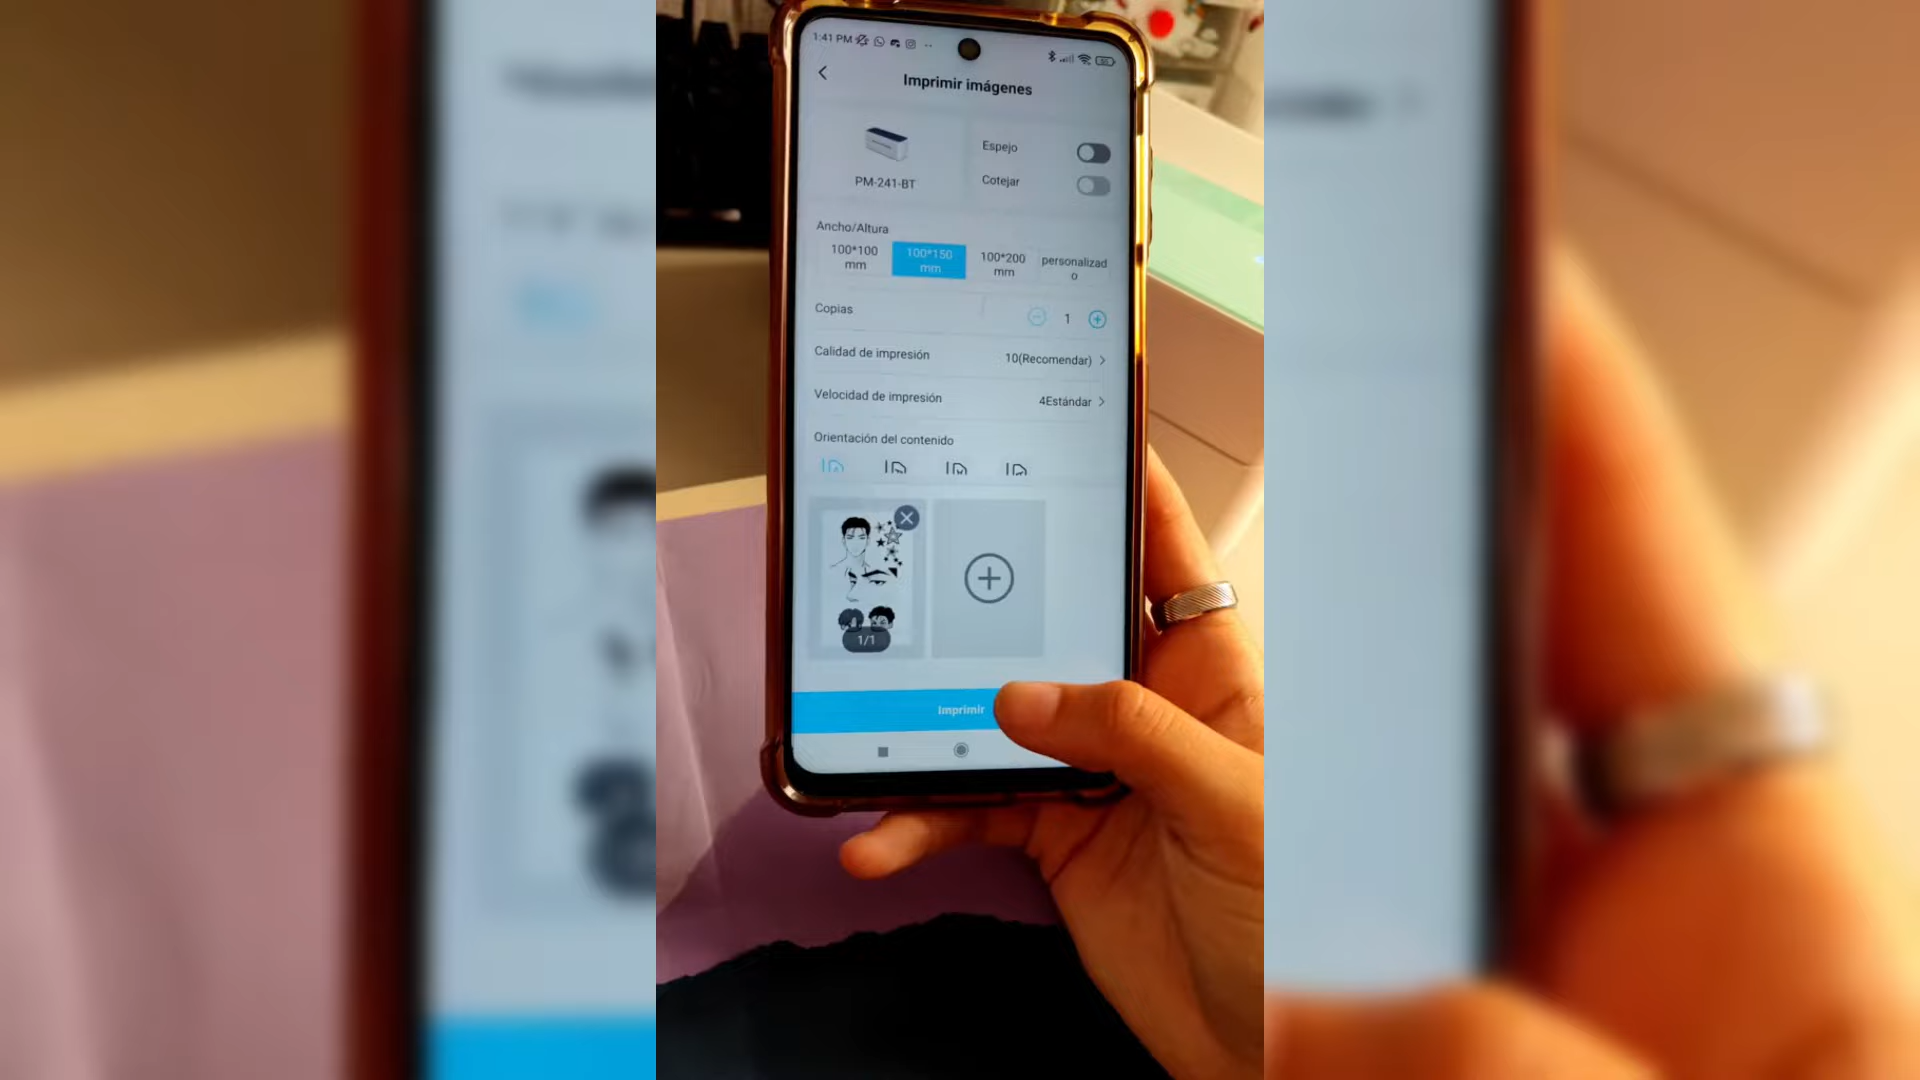 1:41 PM
Imprimir imágenes
PM-241-BT
Espejo
Cotejar
Ancho/Altura
100*100
mm
100*150
mm
100*200
mm
personalizad
o
Copias
1
Calidad de impresión
10(Recomendar)
Velocidad de impresión
4Estándar
Orientación del contenido
1/1
Imprimir